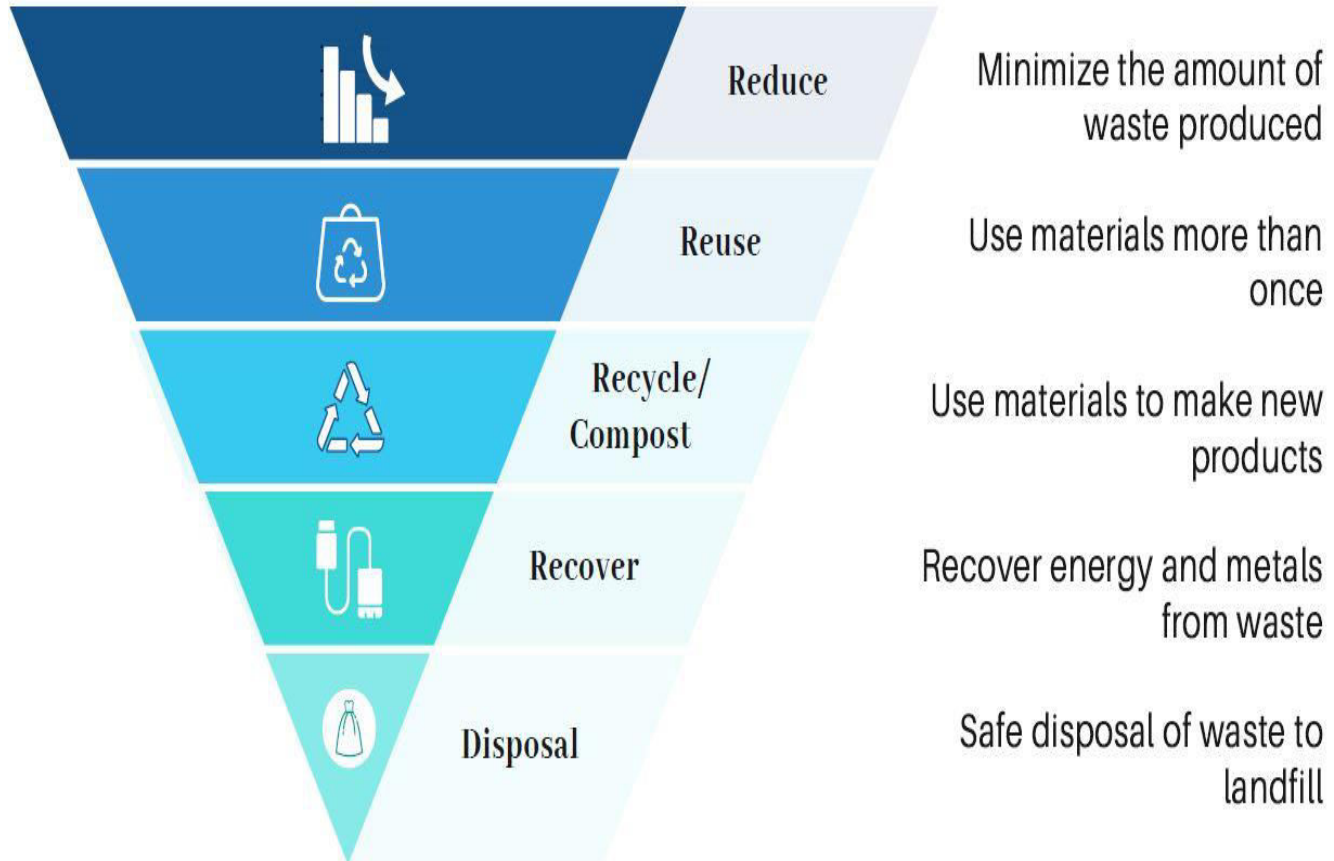 Reduce
Minimize the amount of
waste produced
Reuse
Use materials more than
once
Recycle/
Compost
Use materials to make new
products
Recover
Recover energy and metals
from waste
Disposal
Safe disposal of waste to
landfill